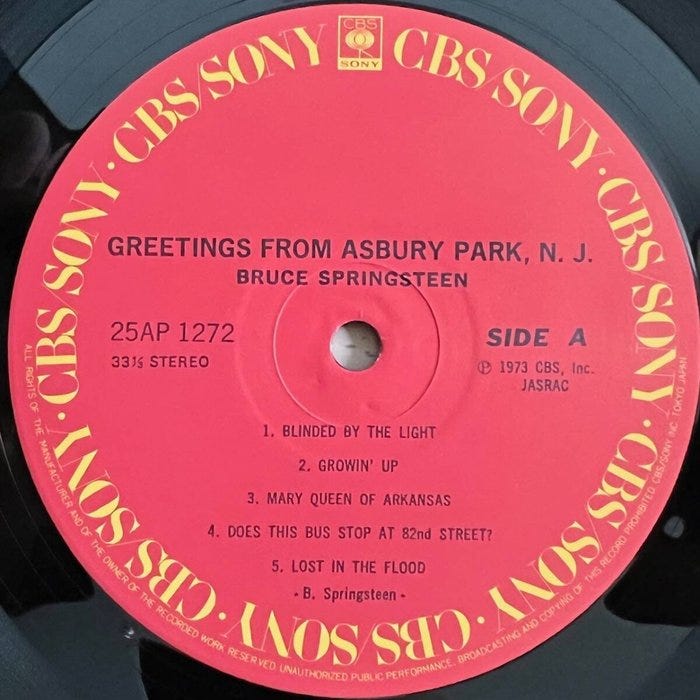 CBS
SONY
CBS/SONY · CBS/SONY · CBS/SONY · CBS/SONY · CBS/SONY · CBS/SONY · CBS/SONY · CBS/SONY
GREETINGS FROM ASBURY PARK, N. J.
BRUCE SPRINGSTEEN
25AP 1272
33⅓ STEREO
SIDE A
Ⓟ 1973 CBS, Inc.
JASRAC
1. BLINDED BY THE LIGHT
2. GROWIN' UP
3. MARY QUEEN OF ARKANSAS
4. DOES THIS BUS STOP AT 82nd STREET?
5. LOST IN THE FLOOD
- B. Springsteen -
ALL RIGHTS OF THE MANUFACTURER AND OF THE OWNER OF THE RECORDED WORK RESERVED. UNAUTHORIZED PUBLIC PERFORMANCE, BROADCASTING AND COPYING OF THIS RECORD PROHIBITED. CBS/SONY INC. TOKYO JAPAN